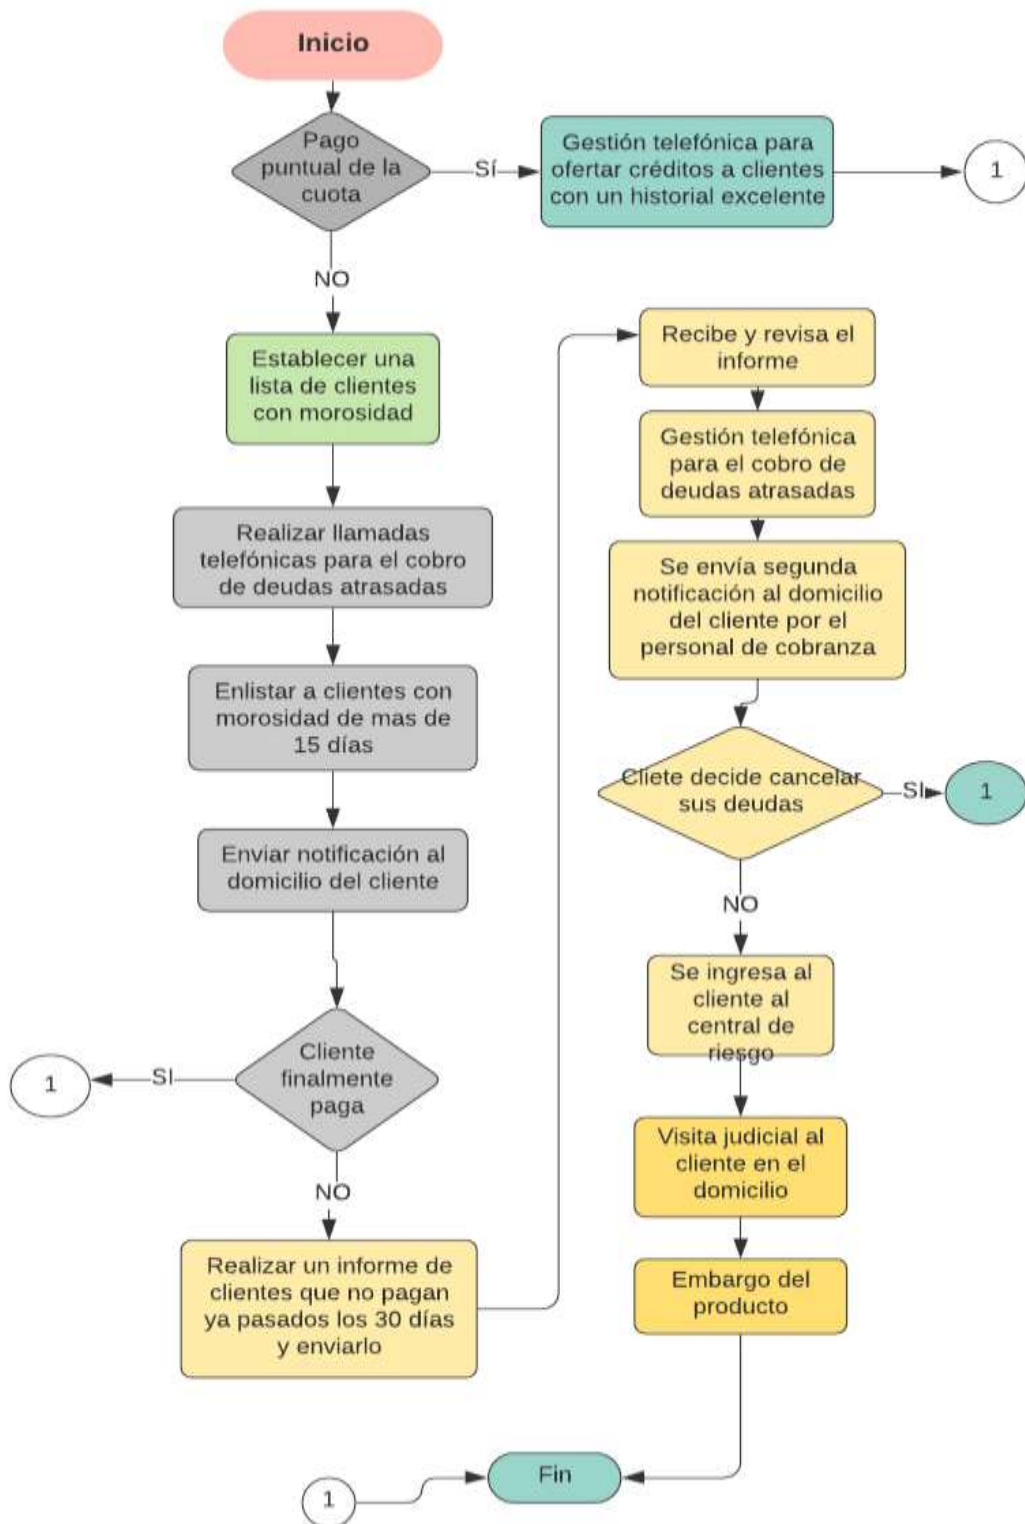 Inicio
Pago
puntual de la
cuota
Sí
Gestión telefónica para
ofertar créditos a clientes
con un historial excelente
1
NO
Establecer una
lista de clientes
con morosidad
Realizar llamadas
telefónicas para el cobro
de deudas atrasadas
Enlistar a clientes con
morosidad de mas de
15 días
Enviar notificación al
domicilio del cliente
Cliente
finalmente
paga
SI
1
NO
Realizar un informe de
clientes que no pagan
ya pasados los 30 días
y enviarlo
Recibe y revisa el
informe
Gestión telefónica
para el cobro de
deudas atrasadas
Se envía segunda
notificación al domicilio
del cliente por el
personal de cobranza
Cliete decide cancelar
sus deudas
SI
1
NO
Se ingresa al
cliente al
central de
riesgo
Visita judicial al
cliente en el
domicilio
Embargo del
producto
Fin
1